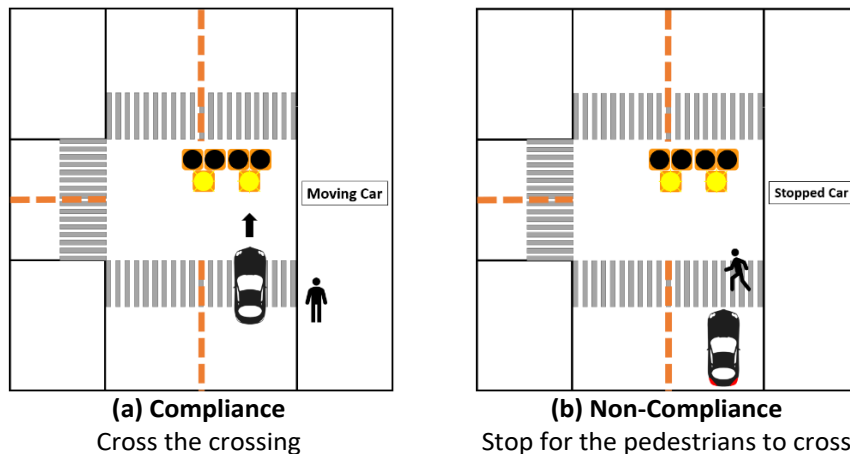 Moving Car
Stopped Car
(a) Compliance
Cross the crossing
(b) Non-Compliance
Stop for the pedestrians to cross